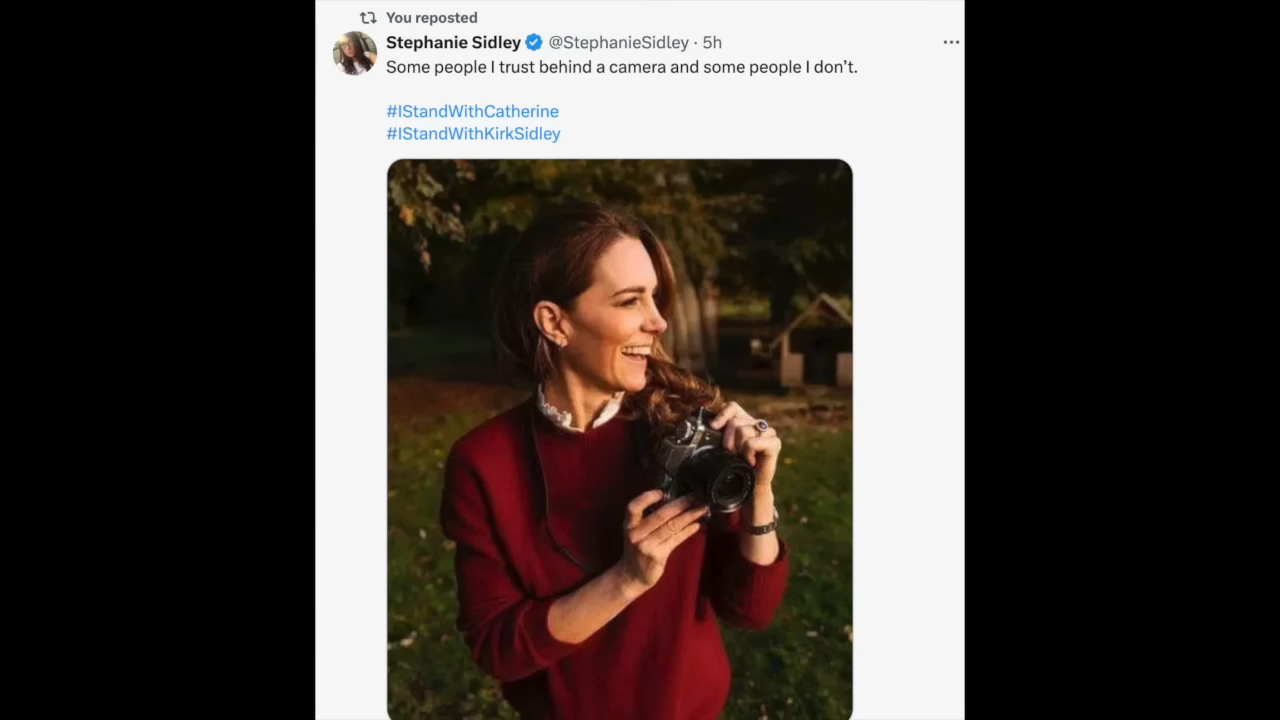 You reposted
Stephanie Sidley @StephanieSidley · 5h
Some people I trust behind a camera and some people I don’t.
#IStandWithCatherine
#IStandWithKirkSidley